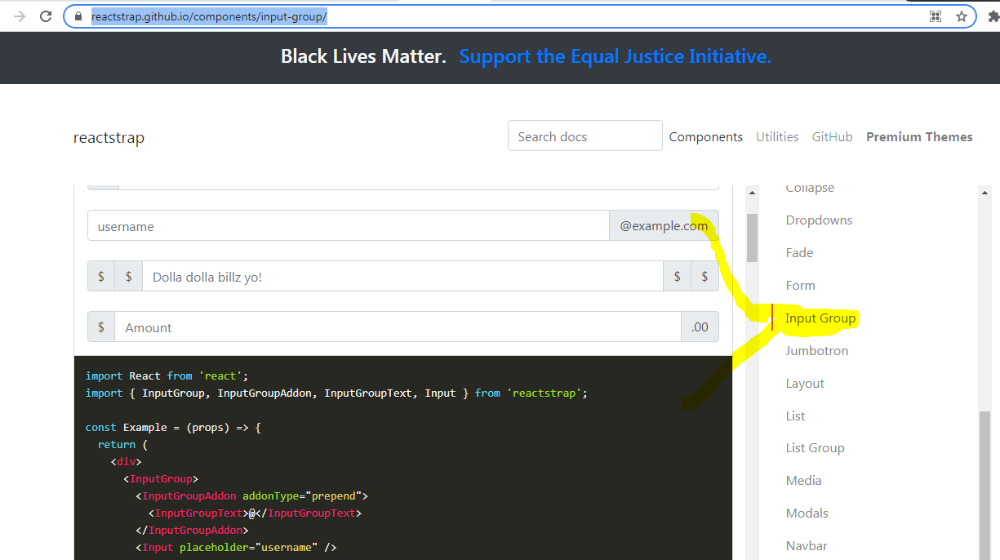 reactstrap.github.io/components/input-group/
Black Lives Matter. Support the Equal Justice Initiative.
reactstrap
Search docs
Components
Utilities
GitHub
Premium Themes
username
@example.com
$
$
Dolla dolla billz yo!
$
$
$
Amount
.00
import React from 'react';
import { InputGroup, InputGroupAddon, InputGroupText, Input } from 'reactstrap';
const Example = (props) => {
return (
<div>
<InputGroup>
<InputGroupAddon addonType="prepend">
<InputGroupText>@</InputGroupText>
</InputGroupAddon>
<Input placeholder="username" />
Collapse
Dropdowns
Fade
Form
Input Group
Jumbotron
Layout
List
List Group
Media
Modals
Navbar